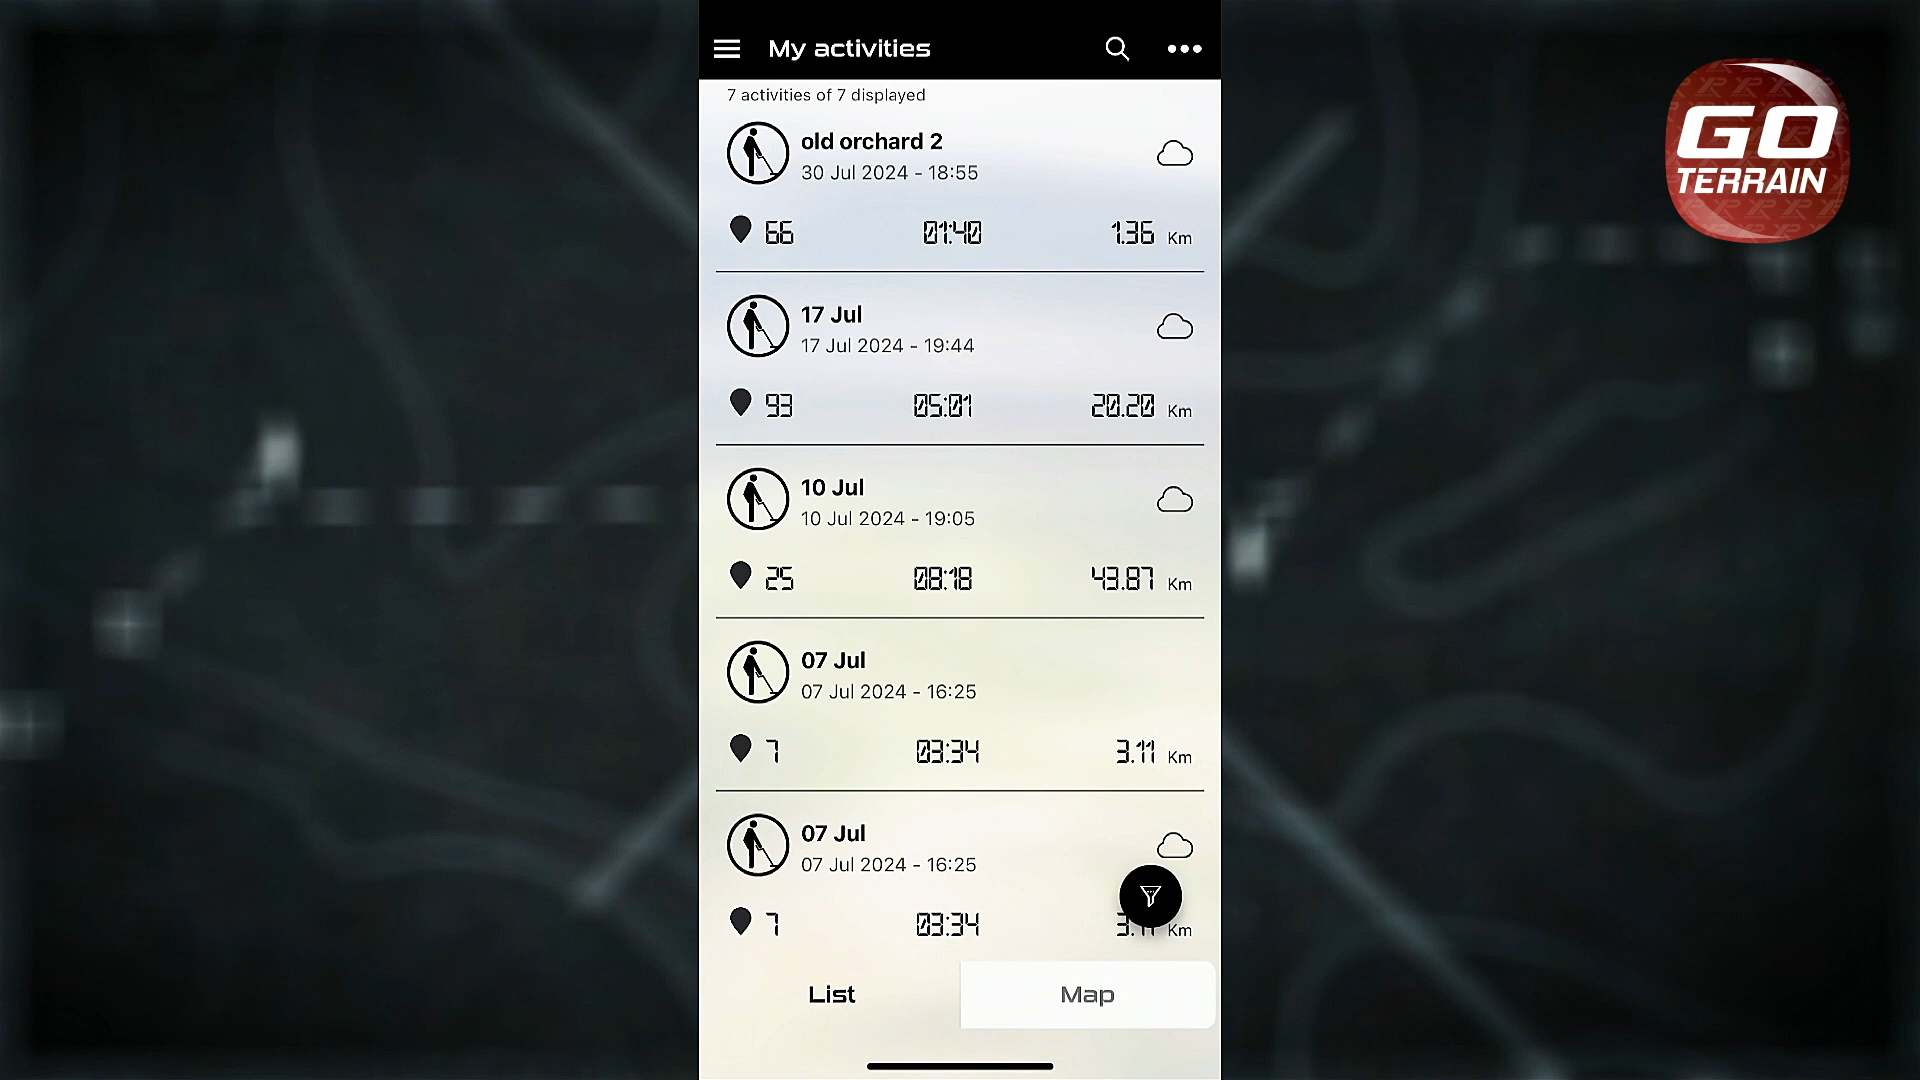 My activities
7 activities of 7 displayed
old orchard 2
30 Jul 2024 - 18:55
66 01:40 1.36 Km
17 Jul
17 Jul 2024 - 19:44
93 05:01 20.20 Km
10 Jul
10 Jul 2024 - 19:05
25 08:18 43.87 Km
07 Jul
07 Jul 2024 - 16:25
7 03:34 3.11 Km
07 Jul
07 Jul 2024 - 16:25
7 03:34 3.11 Km
List Map
GO
TERRAIN